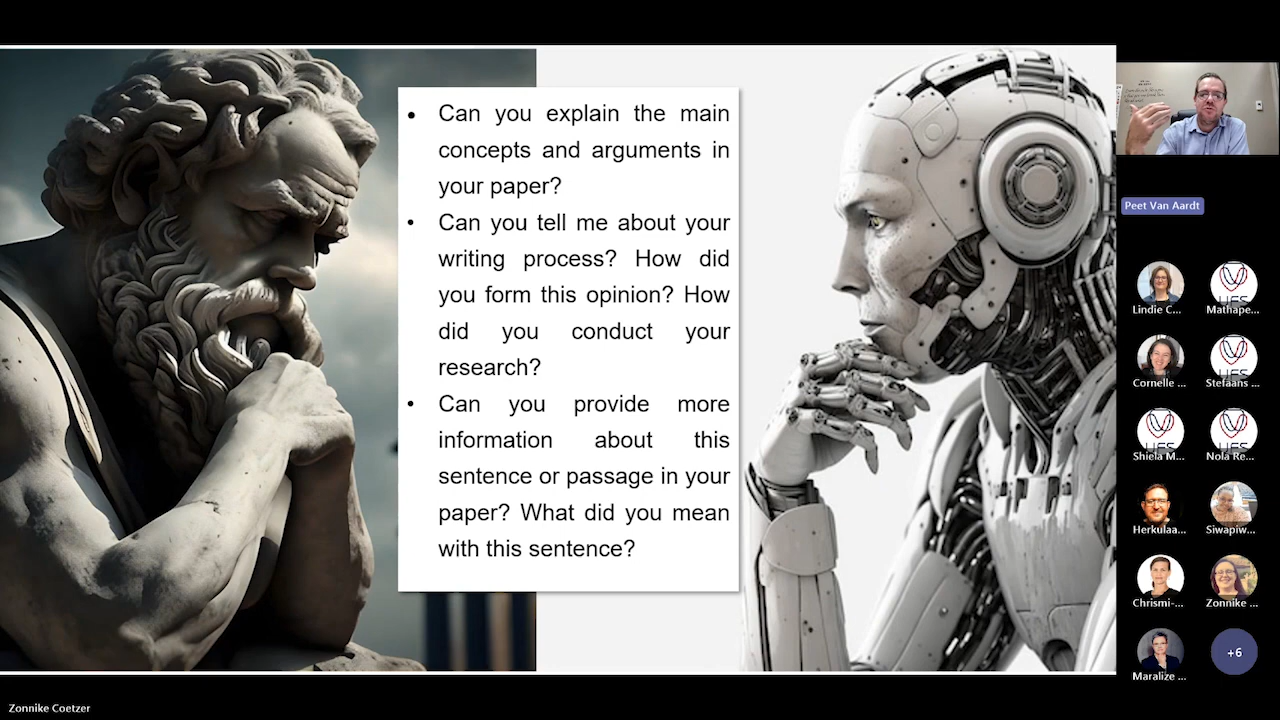 • Can you explain the main
concepts and arguments in
your paper?
• Can you tell me about your
writing process? How did
you form this opinion? How
did you conduct your
research?
• Can you provide more
information about this
sentence or passage in your
paper? What did you mean
with this sentence?
Peet Van Aardt
Lindie C...
Mathape...
Cornelle ...
Stefaans ...
Shiela M...
Nola Re...
Herkulaa...
Siwapiw...
Chrismi-...
Zonnike ...
Maralize ...
+6
Zonnike Coetzer